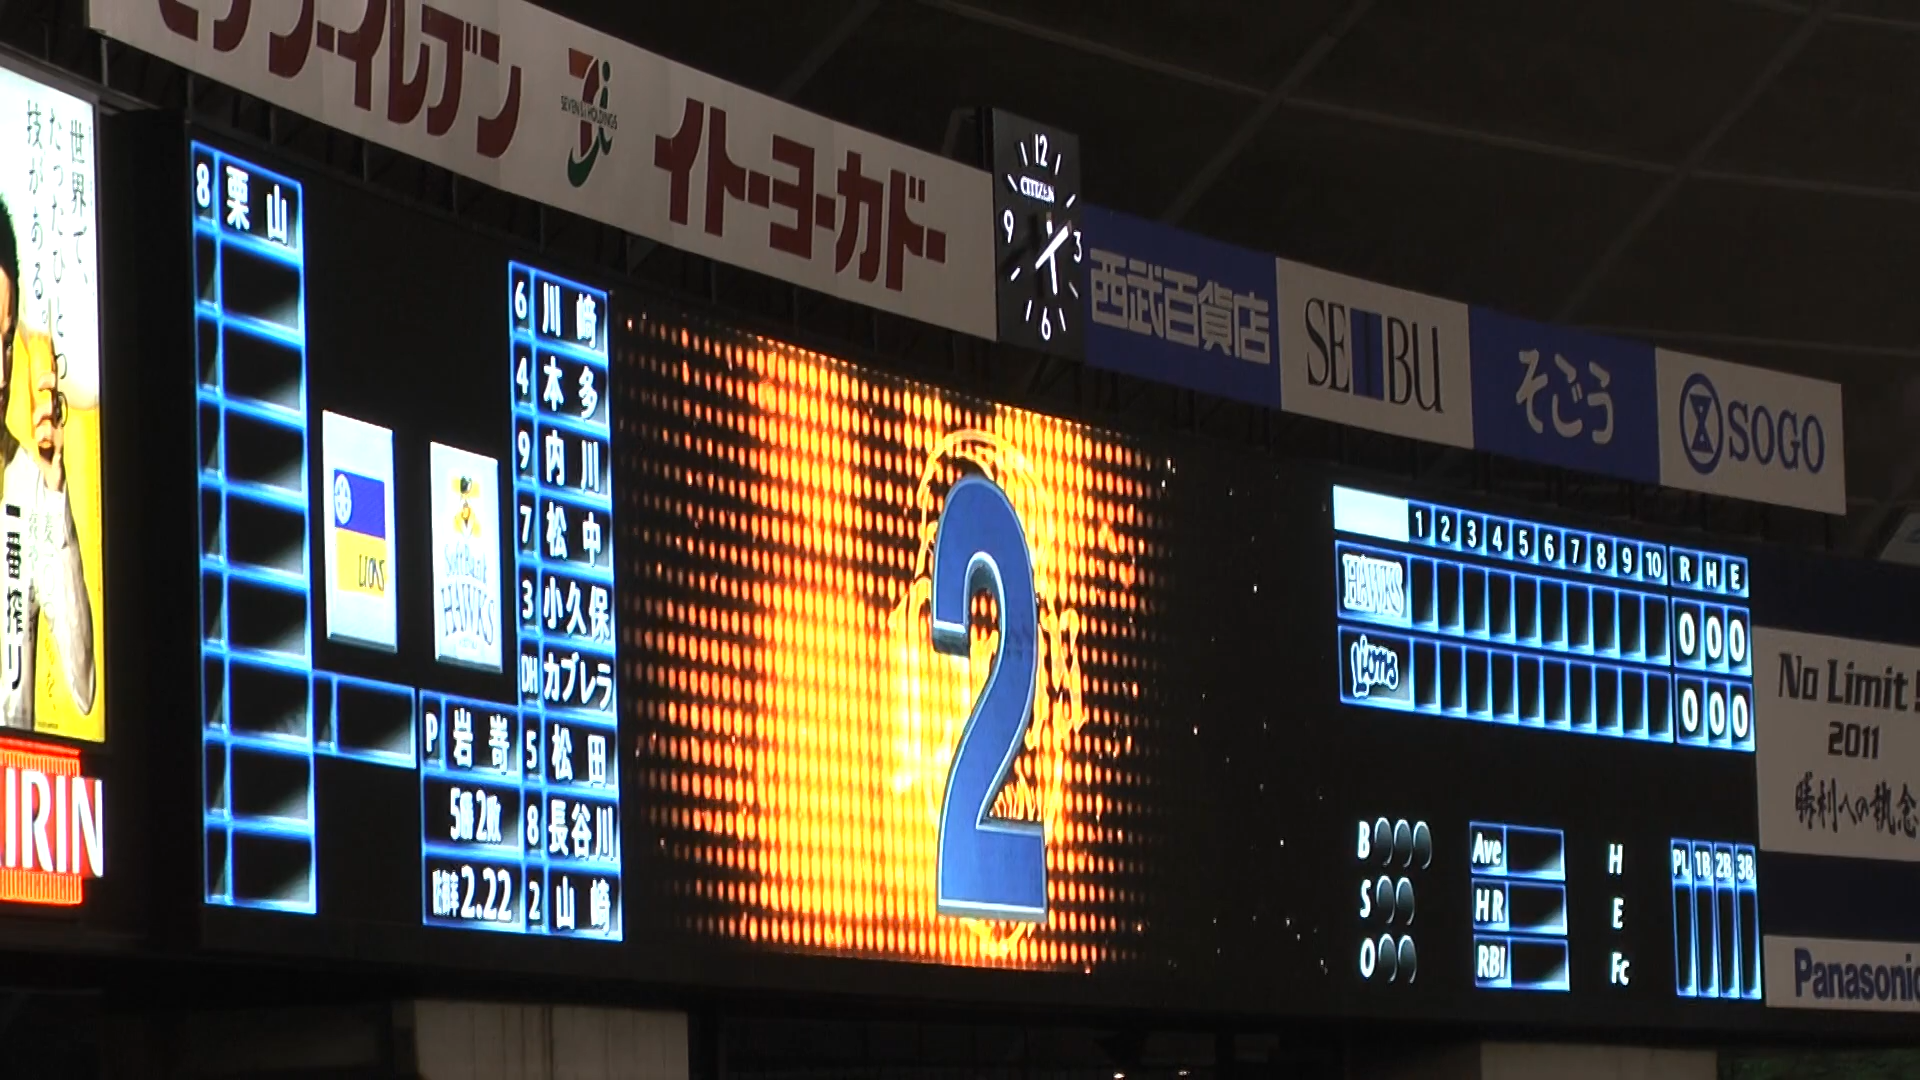 セブン-イレブン
SEVEN & i HOLDINGS
イトーヨーカドー
12
CITIZEN
9
3
6
西武百貨店
SEIBU
そごう
SOGO
世界で、
たったひとつ
技がある。
一番搾り
KIRIN
8 栗山
LIONS
SoftBank
HAWKS
6 川﨑
4 本多
9 内川
7 松中
3 小久保
DH カブレラ
5 松田
8 長谷川
2 山崎
P 岩嵜
5勝2敗
防御率 2.22
2
1 2 3 4 5 6 7 8 9 10 R H E
HAWKS 0 0 0
Lions 0 0 0
B
S
O
Ave
HR
RBI
H
E
Fc
PL 1B 2B 3B
No Limit!
2011
勝利への執念
Panasonic